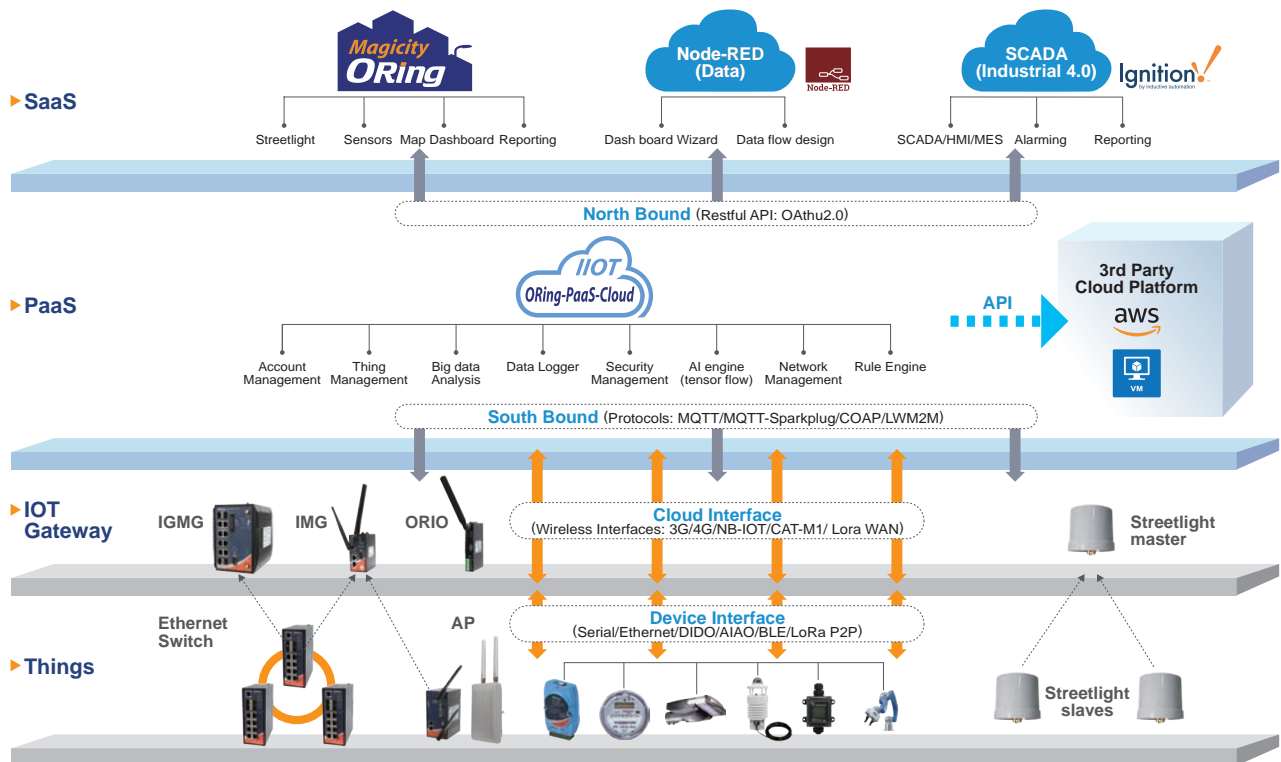 Magicity
ORing
Node-RED
(Data)
Node-RED
SCADA
(Industrial 4.0)
Ignition!
by inductive automation
SaaS
Streetlight
Sensors
Map Dashboard
Reporting
Dash board Wizard
Data flow design
SCADA/HMI/MES
Alarming
Reporting
North Bound (Restful API: OAthu2.0)
PaaS
IIOT
ORing-PaaS-Cloud
API
3rd Party
Cloud Platform
aws
VM
Account
Management
Thing
Management
Big data
Analysis
Data Logger
Security
Management
AI engine
(tensor flow)
Network
Management
Rule Engine
South Bound (Protocols: MQTT/MQTT-Sparkplug/COAP/LWM2M)
IOT
Gateway
IGMG
IMG
ORIO
Cloud Interface
(Wireless Interfaces: 3G/4G/NB-IOT/CAT-M1/ Lora WAN)
Streetlight
master
Things
Ethernet
Switch
AP
Device Interface
(Serial/Ethernet/DIDO/AIAO/BLE/LoRa P2P)
Streetlight
slaves